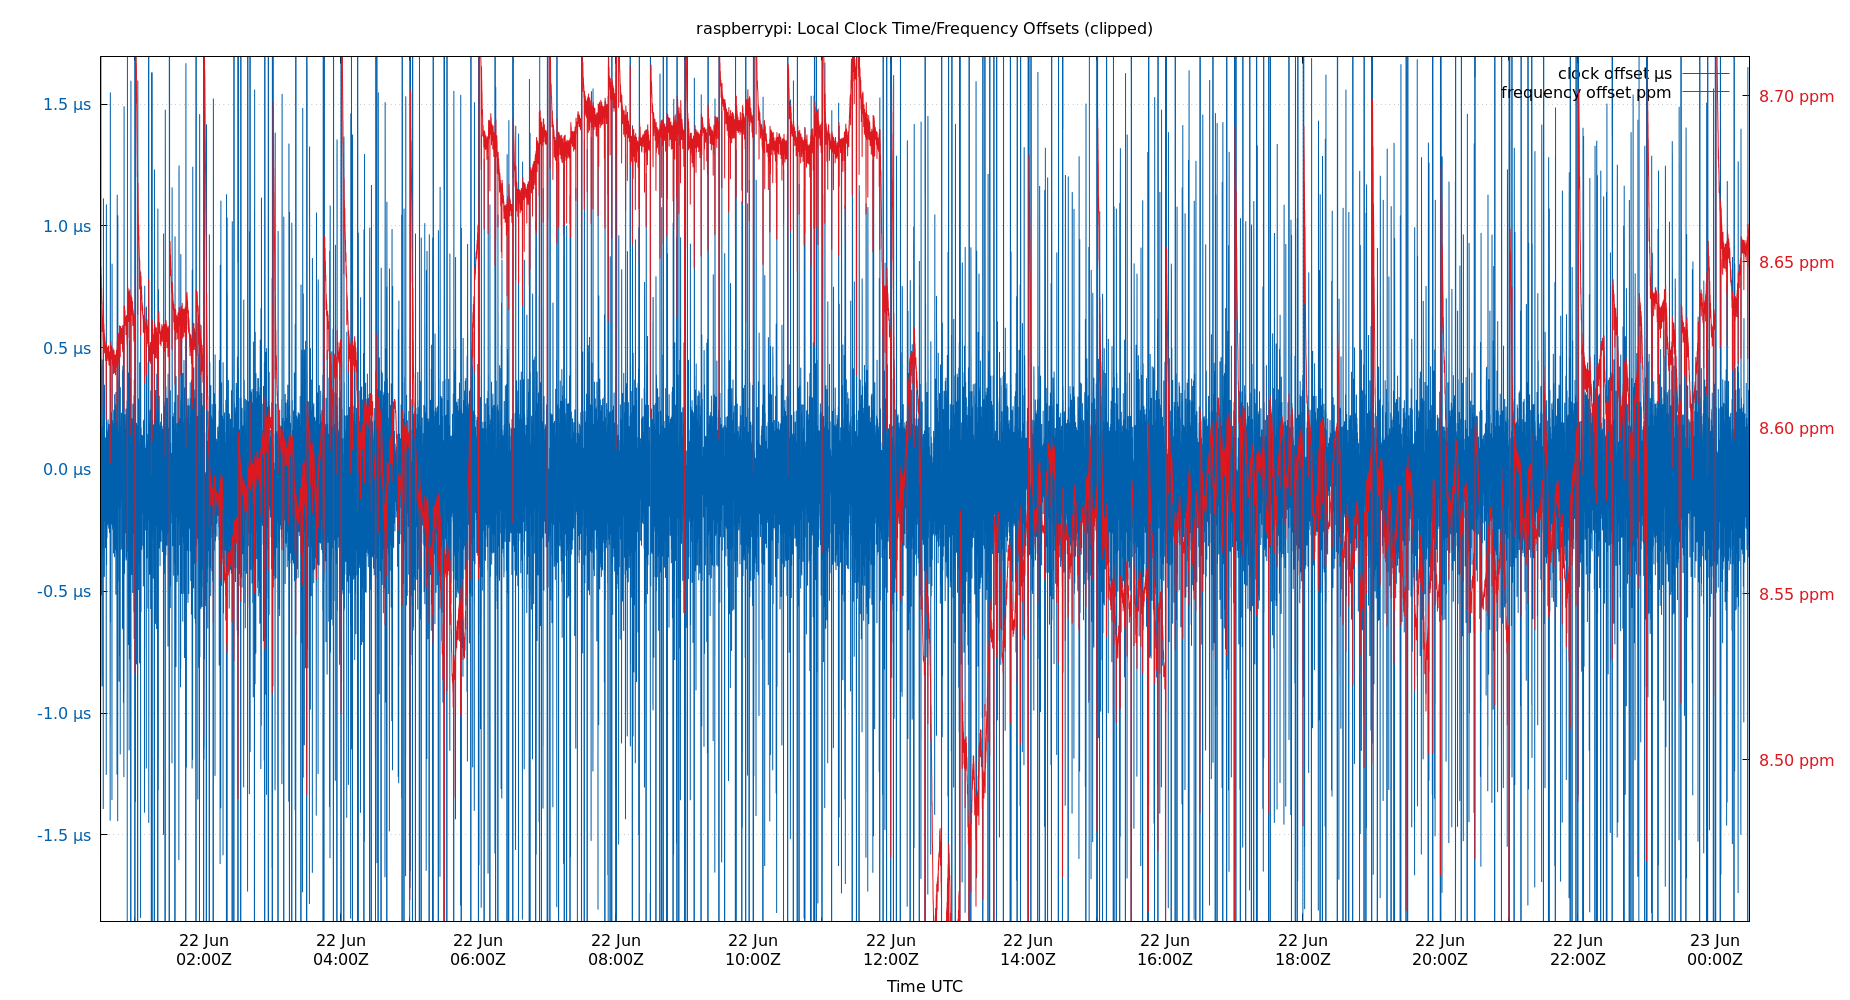 raspberrypi: Local Clock Time/Frequency Offsets (clipped)
clock offset µs
frequency offset ppm
1.5 µs
1.0 µs
0.5 µs
0.0 µs
-0.5 µs
-1.0 µs
-1.5 µs
8.70 ppm
8.65 ppm
8.60 ppm
8.55 ppm
8.50 ppm
22 Jun 02:00Z
22 Jun 04:00Z
22 Jun 06:00Z
22 Jun 08:00Z
22 Jun 10:00Z
22 Jun 12:00Z
22 Jun 14:00Z
22 Jun 16:00Z
22 Jun 18:00Z
22 Jun 20:00Z
22 Jun 22:00Z
23 Jun 00:00Z
Time UTC